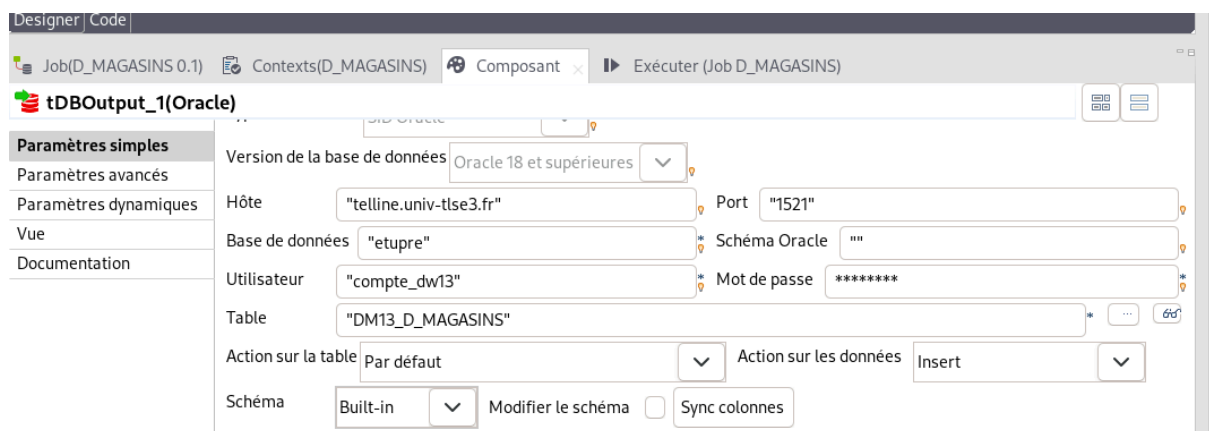 Designer Code
Job(D_MAGASINS 0.1) Contexts(D_MAGASINS) Composant Exécuter (Job D_MAGASINS)
tDBOutput_1(Oracle)
Paramètres simples
Paramètres avancés
Paramètres dynamiques
Vue
Documentation
SID Oracle
Version de la base de données Oracle 18 et supérieures
Hôte "telline.univ-tlse3.fr" Port "1521"
Base de données "etupre" * Schéma Oracle ""
Utilisateur "compte_dw13" * Mot de passe ******** *
Table "DM13_D_MAGASINS" * ...
Action sur la table Par défaut Action sur les données Insert
Schéma Built-in Modifier le schéma Sync colonnes